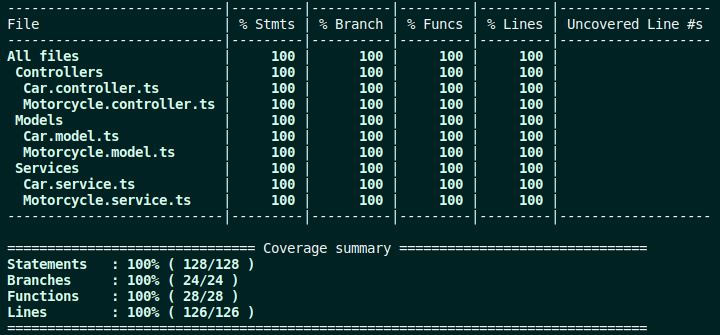 ---------------------------|---------|----------|---------|---------|-------------------
File                       | % Stmts | % Branch | % Funcs | % Lines | Uncovered Line #s
---------------------------|---------|----------|---------|---------|-------------------
All files                  |     100 |      100 |     100 |     100 |
 Controllers               |     100 |      100 |     100 |     100 |
  Car.controller.ts        |     100 |      100 |     100 |     100 |
  Motorcycle.controller.ts |     100 |      100 |     100 |     100 |
 Models                    |     100 |      100 |     100 |     100 |
  Car.model.ts             |     100 |      100 |     100 |     100 |
  Motorcycle.model.ts      |     100 |      100 |     100 |     100 |
 Services                  |     100 |      100 |     100 |     100 |
  Car.service.ts           |     100 |      100 |     100 |     100 |
  Motorcycle.service.ts    |     100 |      100 |     100 |     100 |
---------------------------|---------|----------|---------|---------|-------------------
=============================== Coverage summary ===============================
Statements   : 100% ( 128/128 )
Branches     : 100% ( 24/24 )
Functions    : 100% ( 28/28 )
Lines        : 100% ( 126/126 )
================================================================================